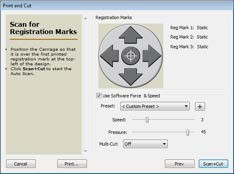 Print and Cut
Scan for
Registration Marks
• Position the Carriage so that it is over the first printed registration mark at the top-left of the design.
• Click Scan+Cut to start the Auto Scan.
Registration Marks
Reg Mark 1: Static
Reg Mark 2: Static
Reg Mark 3: Static
Use Software Force & Speed
Preset: < Custom Preset > +
Speed: 3
Pressure: 45
Multi-Cut: Off
Cancel
Print...
Prev
Scan+Cut